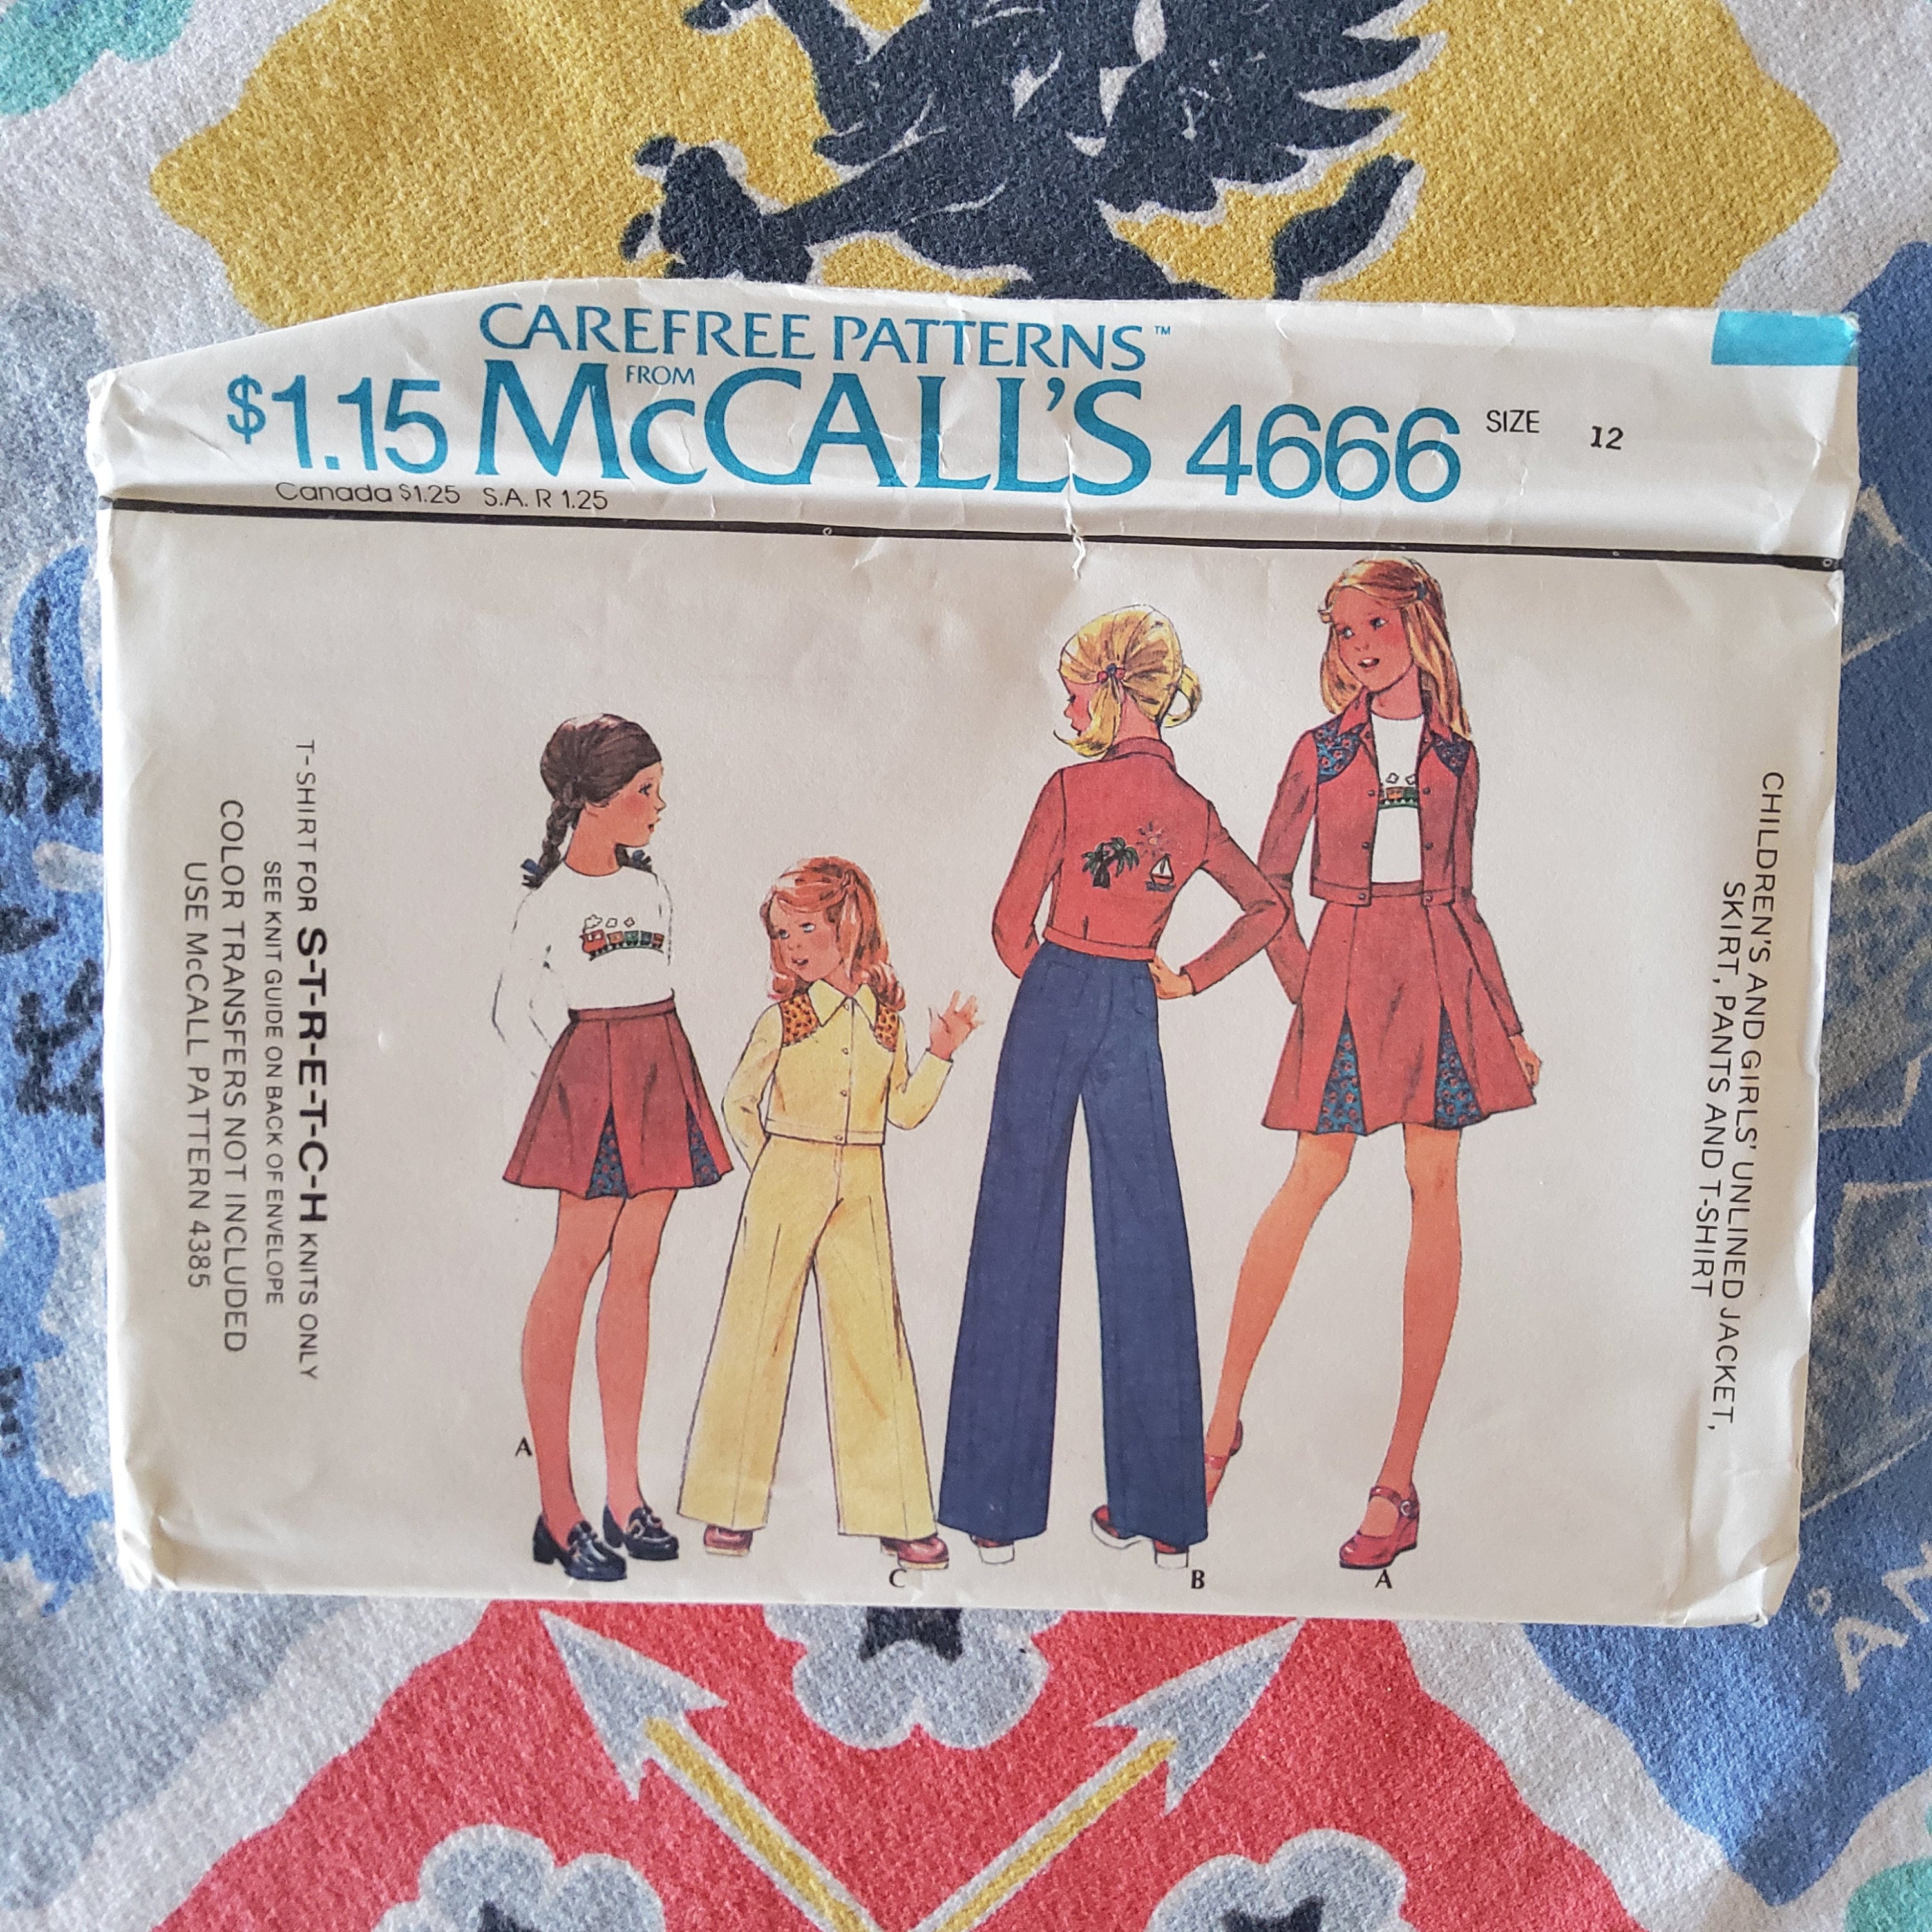 CAREFREE PATTERNS™
FROM
$1.15 McCALL'S 4666 SIZE 12
Canada $1.25 S.A. R 1.25
T-SHIRT FOR S-T-R-E-T-C-H KNITS ONLY
SEE KNIT GUIDE ON BACK OF ENVELOPE
COLOR TRANSFERS NOT INCLUDED
USE McCALL PATTERN 4385
CHILDREN'S AND GIRLS' UNLINED JACKET,
SKIRT, PANTS AND T-SHIRT
A
C
B
A